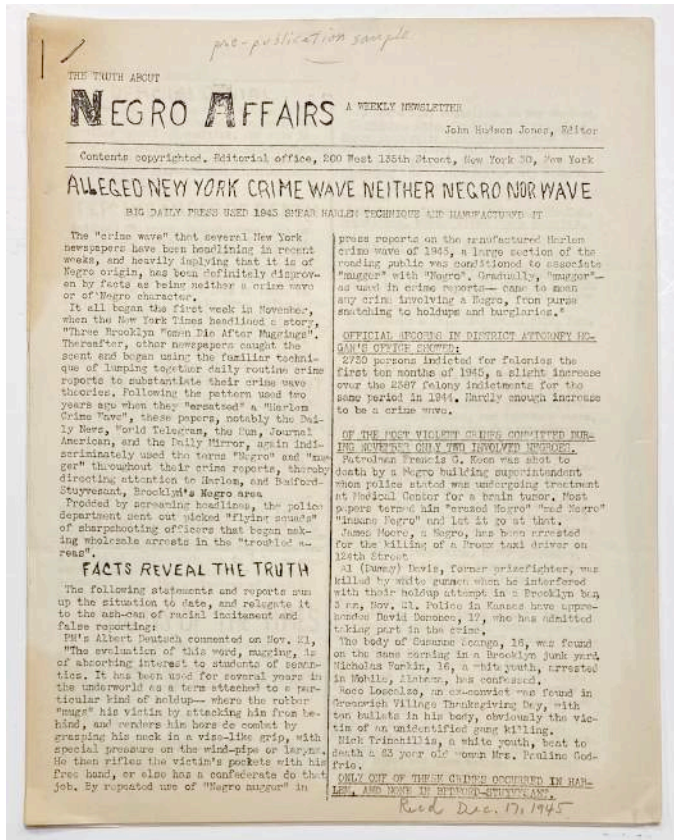 pre-publication sample
THE TRUTH ABOUT
NEGRO AFFAIRS A WEEKLY NEWSLETTER
John Hudson Jones, Editor
Contents copyrighted. Editorial office, 200 West 135th Street, New York 30, New York
ALLEGED NEW YORK CRIME WAVE NEITHER NEGRO NOR WAVE
BIG DAILY PRESS USED 1943 SMEAR HARLEM TECHNIQUE AND MANUFACTURED IT
The "crime wave" that several New York
newspapers have been headlining in recent
weeks, and heavily implying that it is of
Negro origin, has been definitely disprov-
en by facts as being neither a crime wave
or of Negro character.
It all began the first week in November,
when the New York Times headlined a story,
"Three Brooklyn Women Die After Muggings".
Thereafter, other newspapers caught the
scent and began using the familiar techni-
que of lumping together daily routine crime
reports to substantiate their crime wave
theories. Following the pattern used two
years ago when they "ersatzed" a "Harlem
Crime Wave", these papers, notably the Dai-
ly News, World Telegram, the Sun, Journal
American, and the Daily Mirror, again indi-
scriminately used the terms "Negro" and "mug-
ger" throughout their crime reports, thereby
directing attention to Harlem, and Bedford-
Stuyvesant, Brooklyn's Negro area
Prodded by screaming headlines, the police
department sent out picked "flying squads"
of sharpshooting officers that began mak-
ing wholesale arrests in the "troubled a-
reas".
FACTS REVEAL THE TRUTH
The following statements and reports sum
up the situation to date, and relegate it
to the ash-can of racial incitement and
false reporting:
PM's Albert Deutsch commented on Nov. 21,
"The evaluation of this word, mugging, is
of absorbing interest to students of seman-
tics. It has been used for several years in
the underworld as a term attached to a par-
ticular kind of holdup-- where the robber
"mugs" his victim by attacking him from be-
hind, and renders him hors de combat by
grasping his neck in a vise-like grip, with
special pressure on the wind-pipe or larynx.
He then rifles the victim's pockets with his
free hand, or else has a confederate do that
job. By repeated use of "Negro mugger" in
press reports on the manufactured Harlem
crime wave of 1943, a large section of the
reading public was conditioned to associate
"mugger" with "Negro". Gradually, "mugger"--
as used in crime reports-- came to mean
any crime involving a Negro, from purse
snatching to holdups and burglaries."
OFFICIAL RECORDS IN DISTRICT ATTORNEY HO-
GAN'S OFFICE SHOWED:
2730 persons indicted for felonies the
first ten months of 1945, a slight increase
over the 2587 felony indictments for the
same period in 1944. Hardly enough increase
to be a crime wave.
OF THE MOST VIOLENT CRIMES COMMITTED DUR-
ING NOVEMBER ONLY TWO INVOLVED NEGROES.
Patrolman Francis G. Koon was shot to
death by a Negro building superintendent
whom police stated was undergoing treatment
at Medical Center for a brain tumor. Most
papers termed him "crazed Negro" "mad Negro"
"insane Negro" and let it go at that.
James Moore, a Negro, has been arrested
for the killing of a Bronx taxi driver on
124th Street
Al (Dummy) Davis, former prizefighter, was
killed by white gunmen when he interfered
with their holdup attempt in a Brooklyn bar,
3 am, Nov. 21. Police in Kansas have appre-
hended David 17, who has admitted
taking part in the crime.
The body of Susanne 16, was found
on the same morning in a Brooklyn junk yard.
Nicholas 16, a white youth, arrested
in Mobile, Alabama, has confessed.
Roco Loscalzo, an ex-convict was found in
Greenwich Village Thanksgiving Day, with
ten bullets in his body, obviously the vic-
tim of an unidentified gang killing.
Nick a white youth, beat to
death a 63 year old woman Mrs. Pauline God-
frie.
ONLY ONE OF THESE CRIMES OCCURRED IN HAR-
LEM, AND NONE IN BEDFORD-STUYVESANT.
Recd Dec. 17, 1945